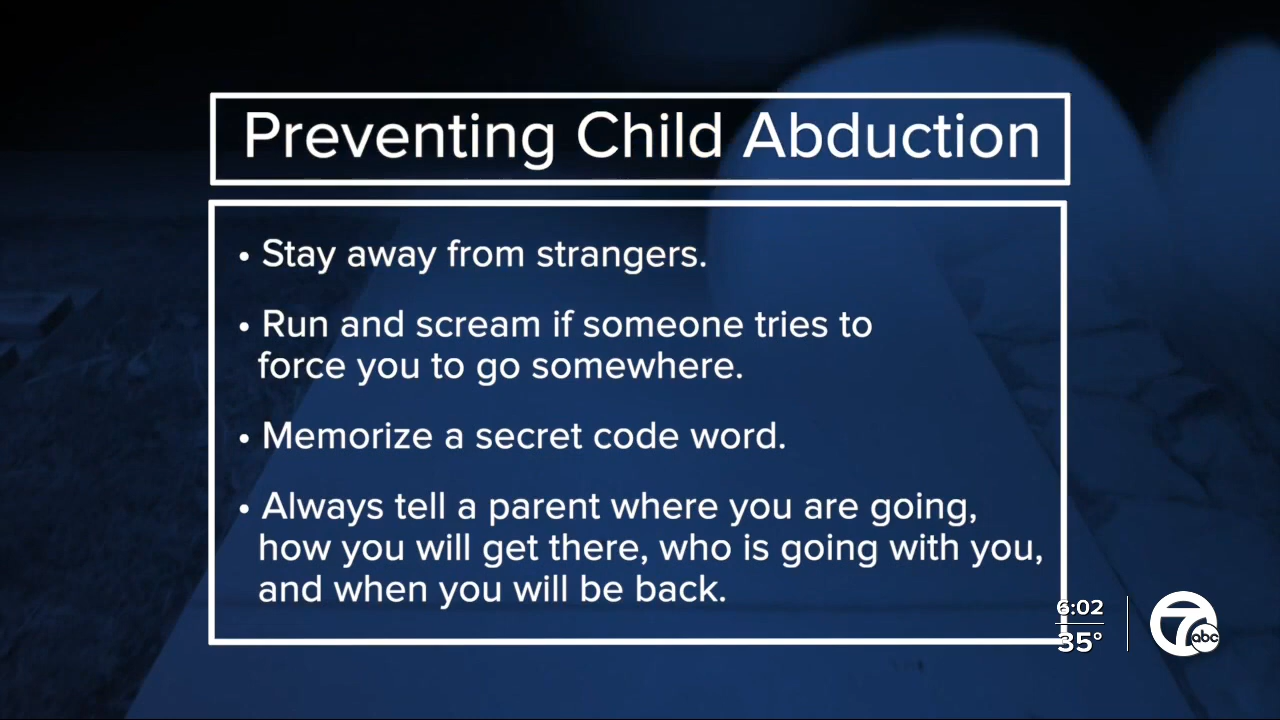 Preventing Child Abduction
• Stay away from strangers.
• Run and scream if someone tries to
force you to go somewhere.
• Memorize a secret code word.
• Always tell a parent where you are going,
how you will get there, who is going with you,
and when you will be back.
6:02
35°
7 abc